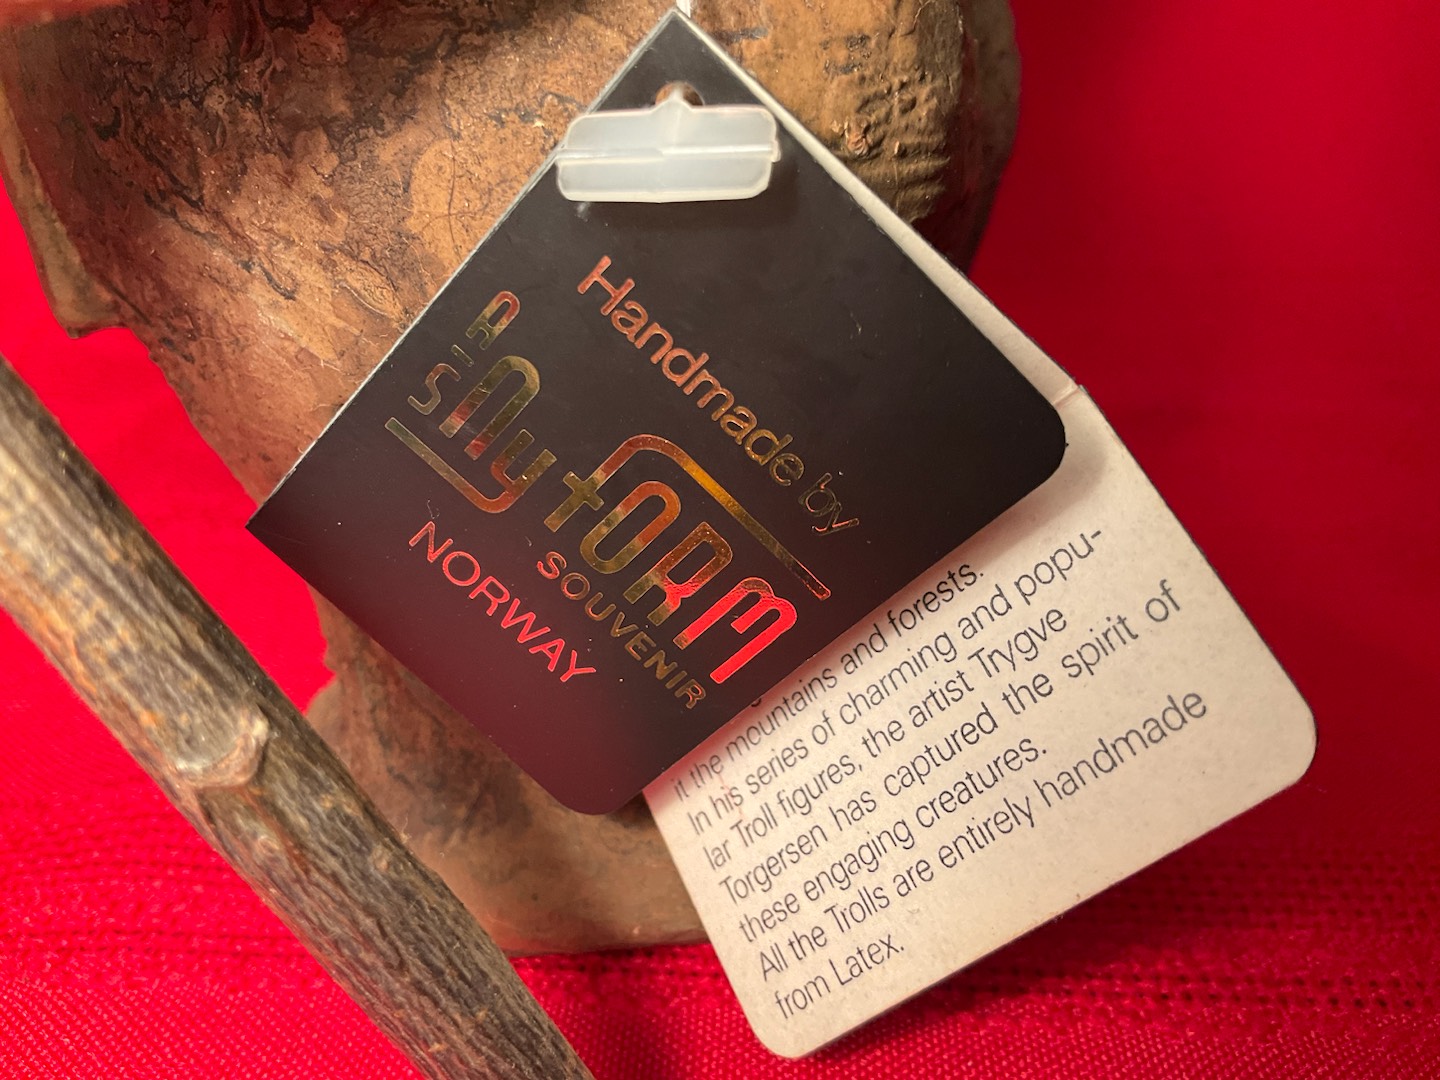 Handmade by
A/S Ny form
SOUVENIR
NORWAY
it the mountains and forests.
In his series of charming and popu-
lar Troll figures, the artist Trygve
Torgersen has captured the spirit of
these engaging creatures.
All the Trolls are entirely handmade
from Latex.